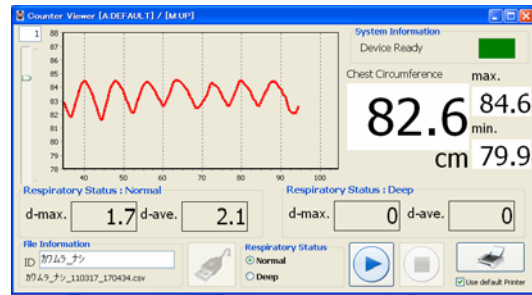 Counter Viewer [A:DEFAULT] / [M:UP]
1
88
87
86
85
84
83
82
81
80
79
78
40 50 60 70 80 90 100
System Information
Device Ready
Chest Circumference
max.
82.6
84.6
min.
cm
79.9
Respiratory Status : Normal
d-max. 1.7 d-ave. 2.1
Respiratory Status : Deep
d-max. 0 d-ave. 0
File Information
ID カワムラ_ナシ
カワムラ_ナシ_110317_170434.csv
Respiratory Status
Normal
Deep
Use default Printer